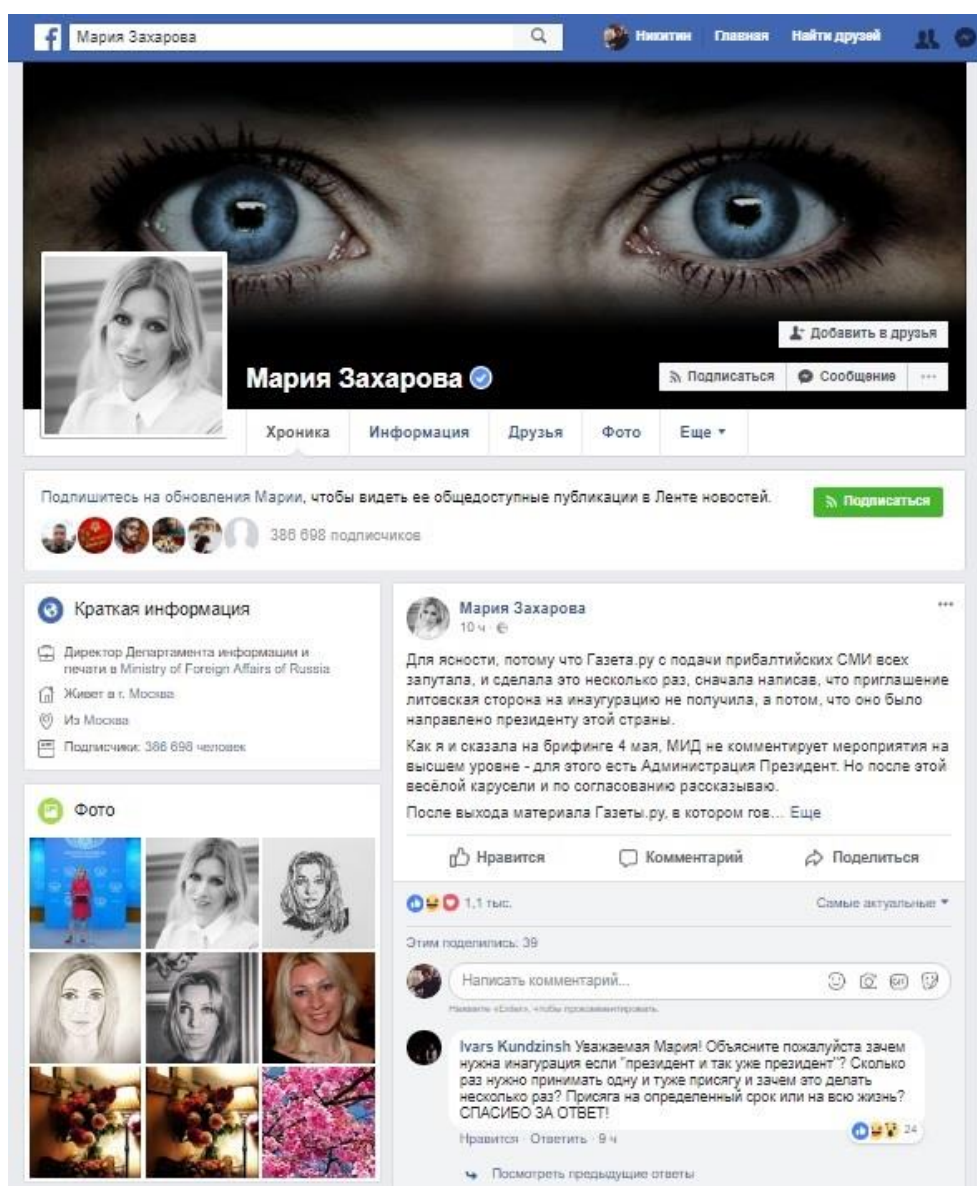 f Мария Захарова Никитин Главная Найти друзей
Добавить в друзья
Мария Захарова Подписаться Сообщение ...
Хроника Информация Друзья Фото Еще
Подпишитесь на обновления Марии, чтобы видеть ее общедоступные публикации в Ленте новостей. Подписаться
386 698 подписчиков
Краткая информация
Директор Департамента информации и
печати в Ministry of Foreign Affairs of Russia
Живет в г. Москва
Из Москва
Подписчики: 386 698 человек
Фото
Мария Захарова ...
10 ч
Для ясности, потому что Газета.ру с подачи прибалтийских СМИ всех
запутала, и сделала это несколько раз, сначала написав, что приглашение
литовская сторона на инаугурацию не получила, а потом, что оно было
направлено президенту этой страны.
Как я и сказала на брифинге 4 мая, МИД не комментирует мероприятия на
высшем уровне - для этого есть Администрация Президент. Но после этой
весёлой карусели и по согласованию рассказываю.
После выхода материала Газеты.ру, в котором гов... Еще
Нравится Комментарий Поделиться
1,1 тыс. Самые актуальные
Этим поделились: 39
Написать комментарий... GIF
Нажмите «Enter», чтобы прокомментировать.
Ivars Kundzinsh Уважаемая Мария! Объясните пожалуйста зачем
нужна инагурация если "президент и так уже президент"? Сколько
раз нужно принимать одну и туже присягу и зачем это делать
несколько раз? Присяга на определенный срок или на всю жизнь?
СПАСИБО ЗА ОТВЕТ!
24
Нравится · Ответить · 9 ч
Посмотреть предыдущие ответы